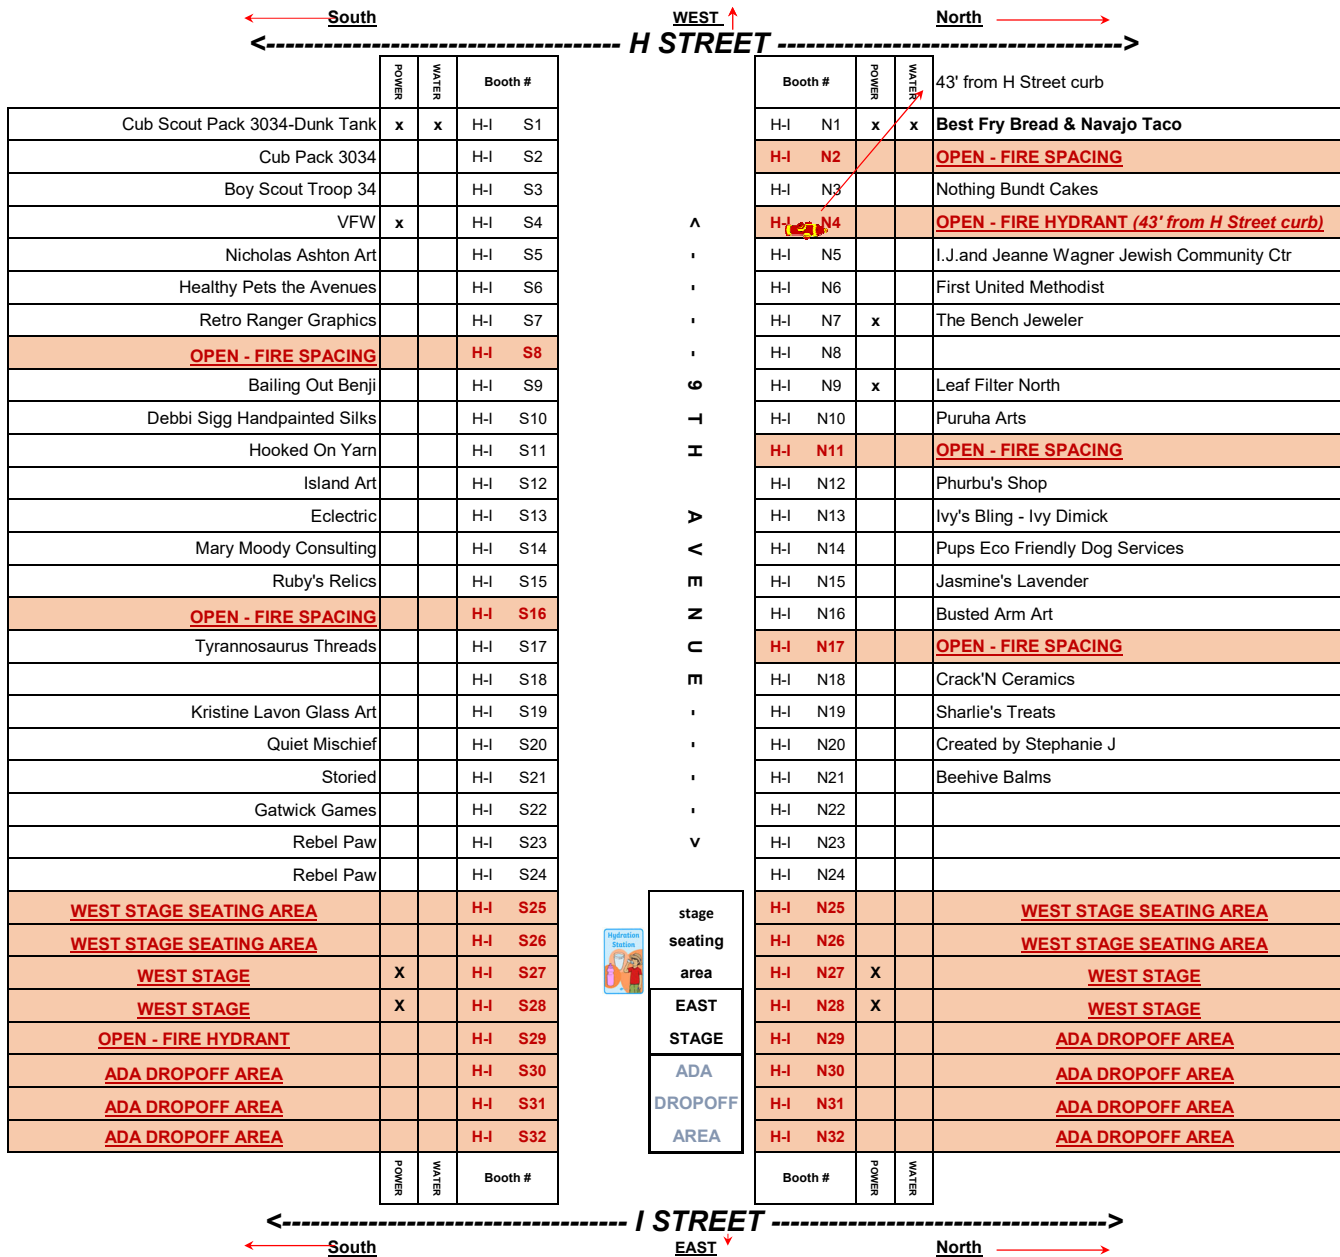 South WEST North
<----------------------------------- H STREET ----------------------------------->
POWER WATER Booth # Booth # POWER WATER 43' from H Street curb
Cub Scout Pack 3034-Dunk Tank x x H-I S1 H-I N1 x x Best Fry Bread & Navajo Taco
Cub Pack 3034 H-I S2 H-I N2 OPEN - FIRE SPACING
Boy Scout Troop 34 H-I S3 H-I N3 Nothing Bundt Cakes
VFW x H-I S4 H-I N4 OPEN - FIRE HYDRANT (43' from H Street curb)
Nicholas Ashton Art H-I S5 H-I N5 I.J.and Jeanne Wagner Jewish Community Ctr
Healthy Pets the Avenues H-I S6 H-I N6 First United Methodist
Retro Ranger Graphics H-I S7 H-I N7 x The Bench Jeweler
OPEN - FIRE SPACING H-I S8 H-I N8
Bailing Out Benji H-I S9 H-I N9 x Leaf Filter North
Debbi Sigg Handpainted Silks H-I S10 H-I N10 Puruha Arts
Hooked On Yarn H-I S11 H-I N11 OPEN - FIRE SPACING
Island Art H-I S12 H-I N12 Phurbu's Shop
Eclectric H-I S13 H-I N13 Ivy's Bling - Ivy Dimick
Mary Moody Consulting H-I S14 H-I N14 Pups Eco Friendly Dog Services
Ruby's Relics H-I S15 H-I N15 Jasmine's Lavender
OPEN - FIRE SPACING H-I S16 H-I N16 Busted Arm Art
Tyrannosaurus Threads H-I S17 H-I N17 OPEN - FIRE SPACING
H-I S18 H-I N18 Crack'N Ceramics
Kristine Lavon Glass Art H-I S19 H-I N19 Sharlie's Treats
Quiet Mischief H-I S20 H-I N20 Created by Stephanie J
Storied H-I S21 H-I N21 Beehive Balms
Gatwick Games H-I S22 H-I N22
Rebel Paw H-I S23 H-I N23
Rebel Paw H-I S24 H-I N24
<- - - - 9TH AVENUE - - - ->
WEST STAGE SEATING AREA H-I S25 stage H-I N25 WEST STAGE SEATING AREA
Hydration
Station
WEST STAGE SEATING AREA H-I S26 seating H-I N26 WEST STAGE SEATING AREA
WEST STAGE X H-I S27 area H-I N27 X WEST STAGE
WEST STAGE X H-I S28 EAST H-I N28 X WEST STAGE
OPEN - FIRE HYDRANT H-I S29 STAGE H-I N29 ADA DROPOFF AREA
ADA DROPOFF AREA H-I S30 ADA H-I N30 ADA DROPOFF AREA
ADA DROPOFF AREA H-I S31 DROPOFF H-I N31 ADA DROPOFF AREA
ADA DROPOFF AREA H-I S32 AREA H-I N32 ADA DROPOFF AREA
POWER WATER Booth # Booth # POWER WATER
<----------------------------------- I STREET ----------------------------------->
South EAST North